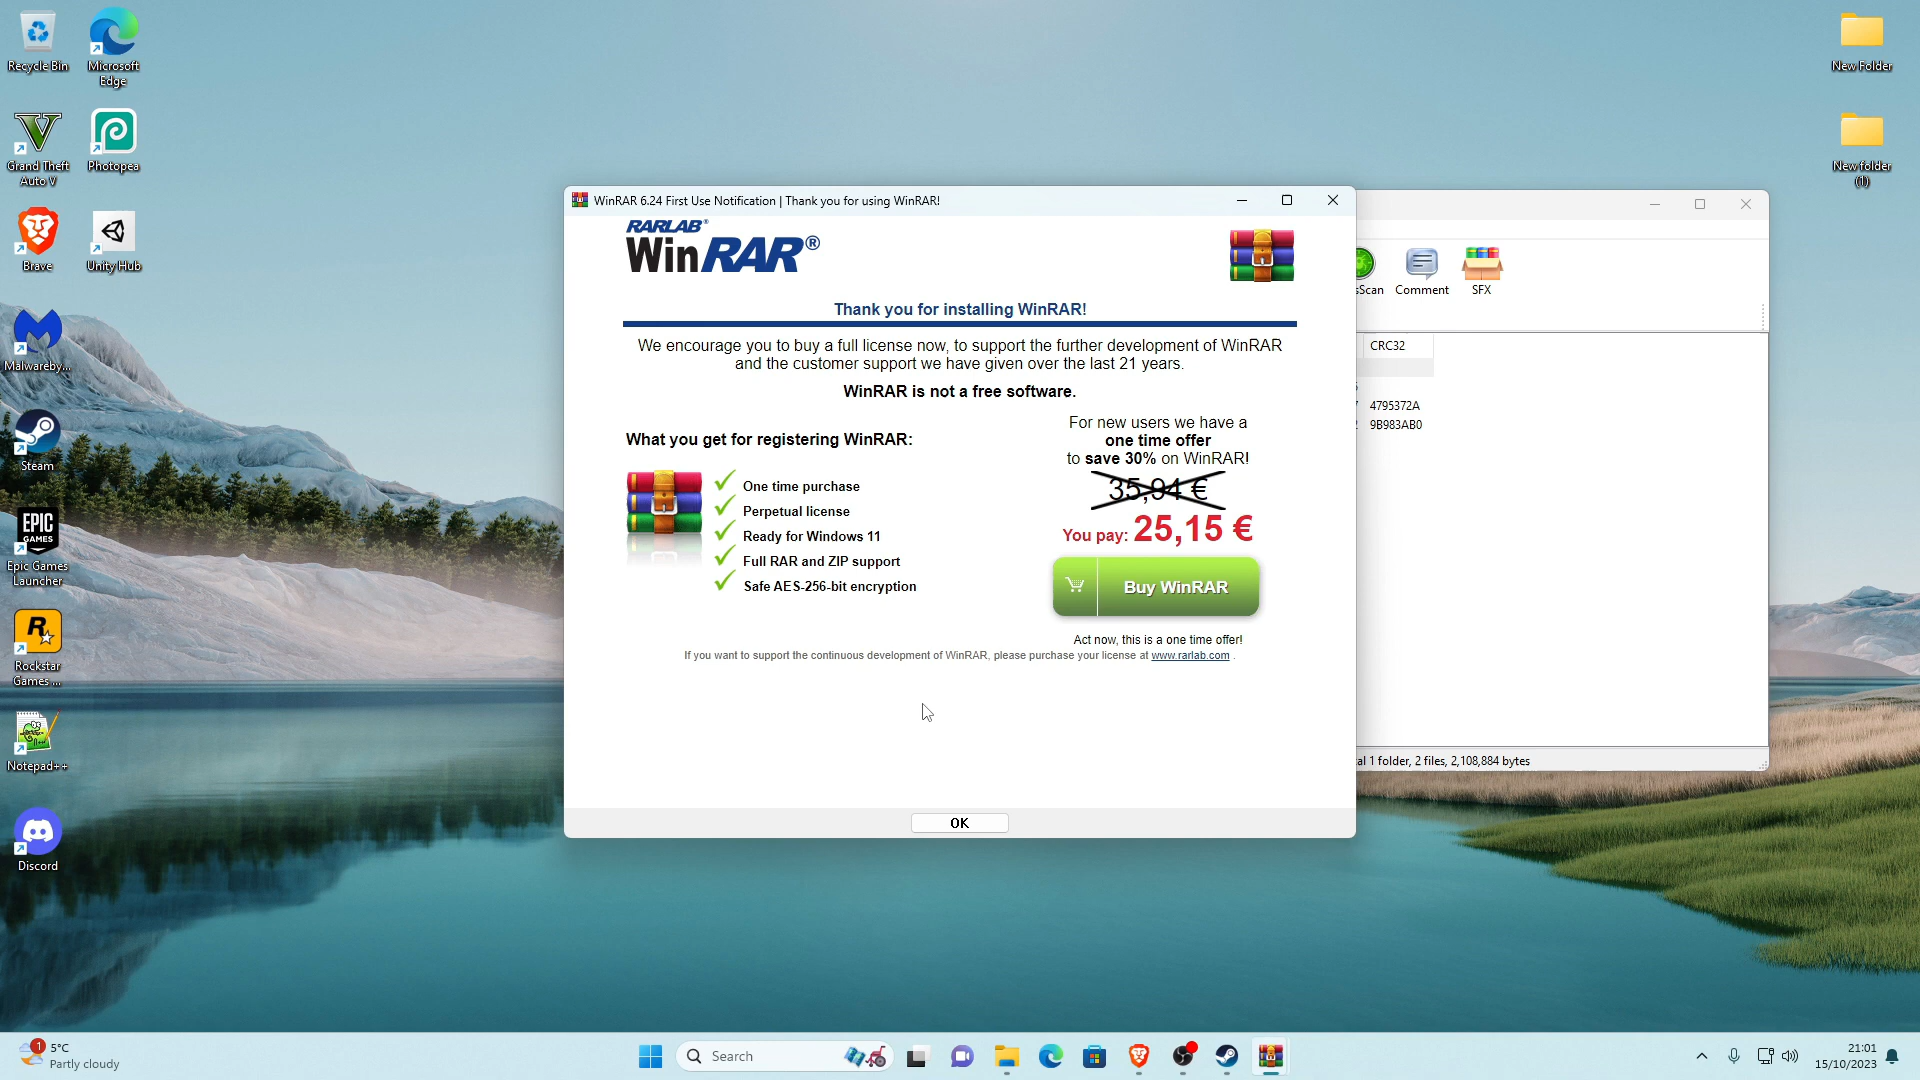 Recycle Bin
Microsoft
Edge
Grand Theft
Auto V
Photopea
Brave
Unity Hub
Malwareby...
Steam
EPIC
GAMES
Epic Games
Launcher
R
Rockstar
Games ...
Notepad++
Discord
New Folder
New folder
(1)
WinRAR 6.24 First Use Notification | Thank you for using WinRAR!
RARLAB®
WinRAR®
Thank you for installing WinRAR!
We encourage you to buy a full license now, to support the further development of WinRAR
and the customer support we have given over the last 21 years.
WinRAR is not a free software.
What you get for registering WinRAR:
One time purchase
Perpetual license
Ready for Windows 11
Full RAR and ZIP support
Safe AES-256-bit encryption
For new users we have a
one time offer
to save 30% on WinRAR!
35,94 €
You pay: 25,15 €
Buy WinRAR
Act now, this is a one time offer!
If you want to support the continuous development of WinRAR, please purchase your license at www.rarlab.com .
OK
sScan
Comment
SFX
CRC32
4795372A
9B983AB0
al 1 folder, 2 files, 2,108,884 bytes
1
5°C
Partly cloudy
Search
21:01
15/10/2023